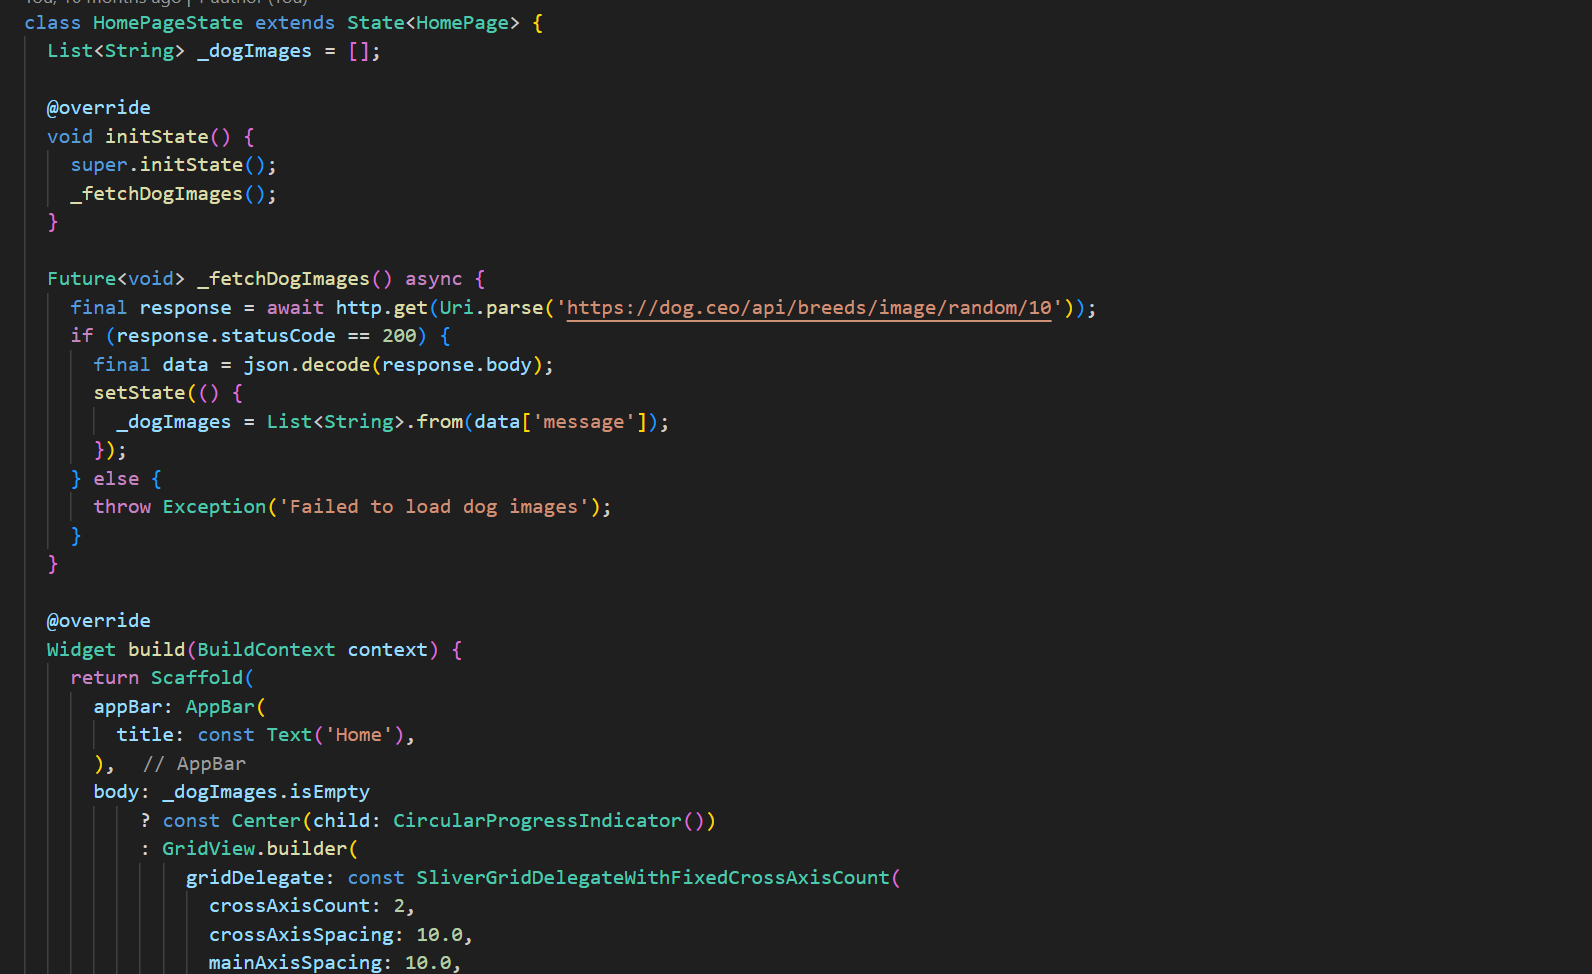 You, 10 months ago | 1 author (You)
class HomePageState extends State<HomePage> {
  List<String> _dogImages = [];

  @override
  void initState() {
    super.initState();
    _fetchDogImages();
  }

  Future<void> _fetchDogImages() async {
    final response = await http.get(Uri.parse('https://dog.ceo/api/breeds/image/random/10'));
    if (response.statusCode == 200) {
      final data = json.decode(response.body);
      setState(() {
        _dogImages = List<String>.from(data['message']);
      });
    } else {
      throw Exception('Failed to load dog images');
    }
  }

  @override
  Widget build(BuildContext context) {
    return Scaffold(
      appBar: AppBar(
        title: const Text('Home'),
      ),  // AppBar
      body: _dogImages.isEmpty
          ? const Center(child: CircularProgressIndicator())
          : GridView.builder(
              gridDelegate: const SliverGridDelegateWithFixedCrossAxisCount(
                crossAxisCount: 2,
                crossAxisSpacing: 10.0,
                mainAxisSpacing: 10.0,